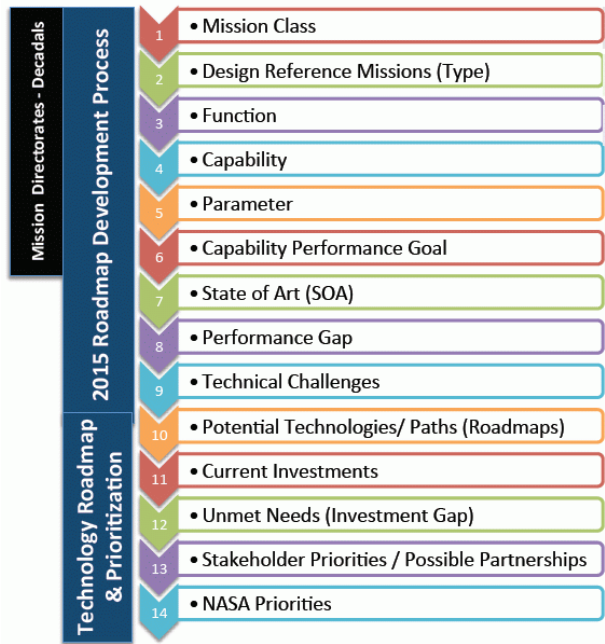 Mission Directorates - Decadals
2015 Roadmap Development Process
Technology Roadmap
& Prioritization
1
• Mission Class
2
• Design Reference Missions (Type)
3
• Function
4
• Capability
5
• Parameter
6
• Capability Performance Goal
7
• State of Art (SOA)
8
• Performance Gap
9
• Technical Challenges
10
• Potential Technologies/ Paths (Roadmaps)
11
• Current Investments
12
• Unmet Needs (Investment Gap)
13
• Stakeholder Priorities / Possible Partnerships
14
• NASA Priorities